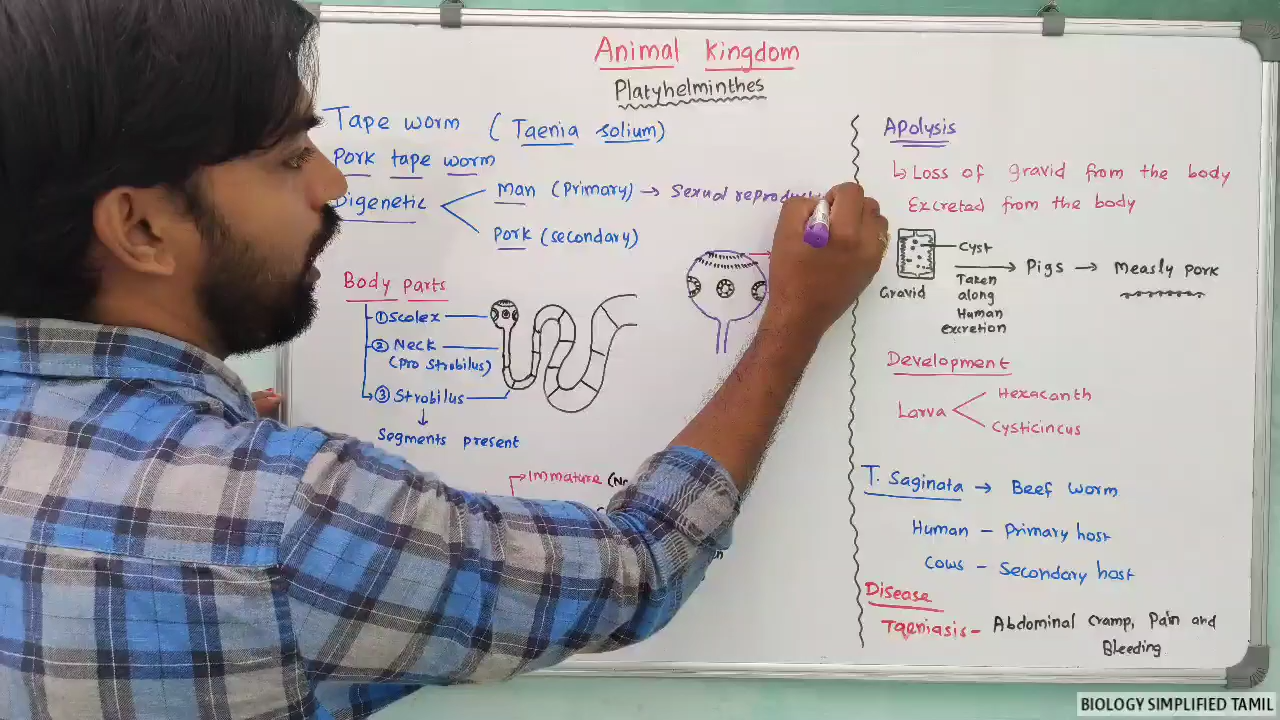 Animal Kingdom
Platyhelminthes
Tape worm (Taenia solium)
Pork tape worm
Digenetic
Man (Primary) → Sexual reproducti
Pork (secondary)
Body parts
① Scolex
② Neck
(Pro Strobilus)
③ Strobilus
Segments present
Immature (No
Apolysis
Loss of gravid from the body
Excreted from the body
Cyst
Gravid
Taken
along
Human
excretion
Pigs → Measly pork
Development
Larva
Hexacanth
Cysticincus
T. Saginata → Beef worm
Human – Primary host
Cows – Secondary host
Disease
Taeniasis – Abdominal cramp, Pain and
Bleeding
BIOLOGY SIMPLIFIED TAMIL